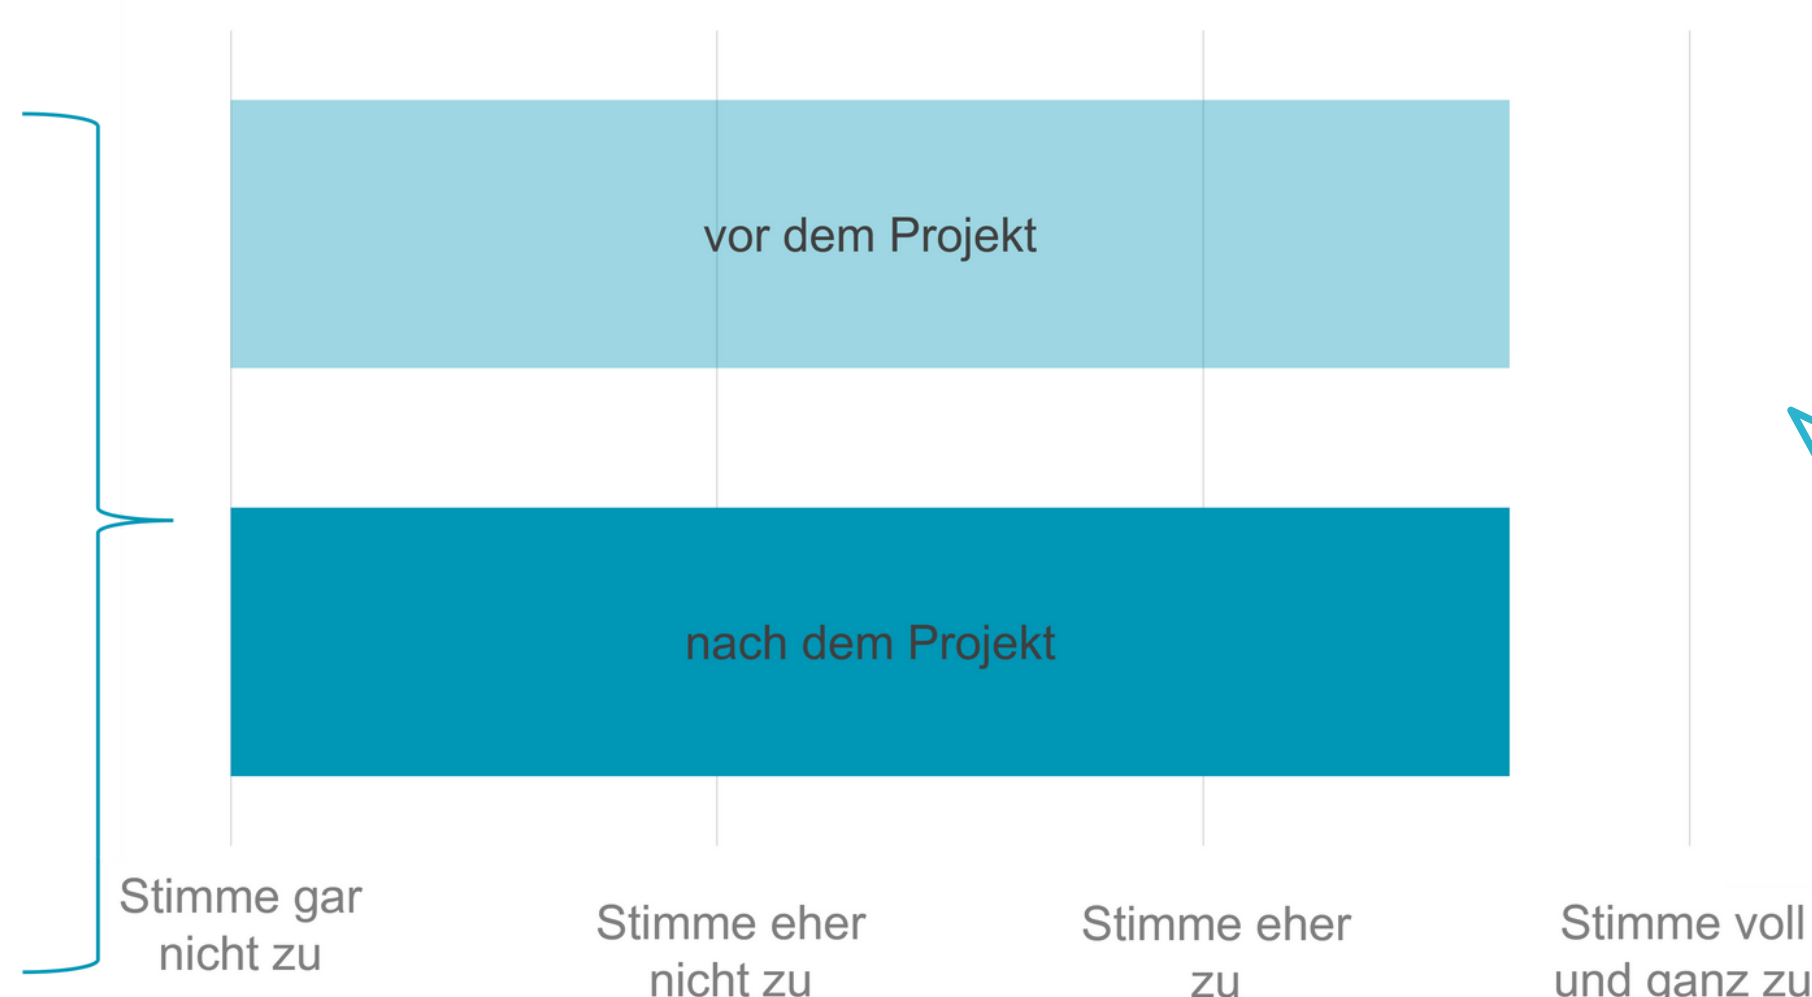 vor dem Projekt
nach dem Projekt
Stimme gar
nicht zu
Stimme eher
nicht zu
Stimme eher
zu
Stimme voll
und ganz zu